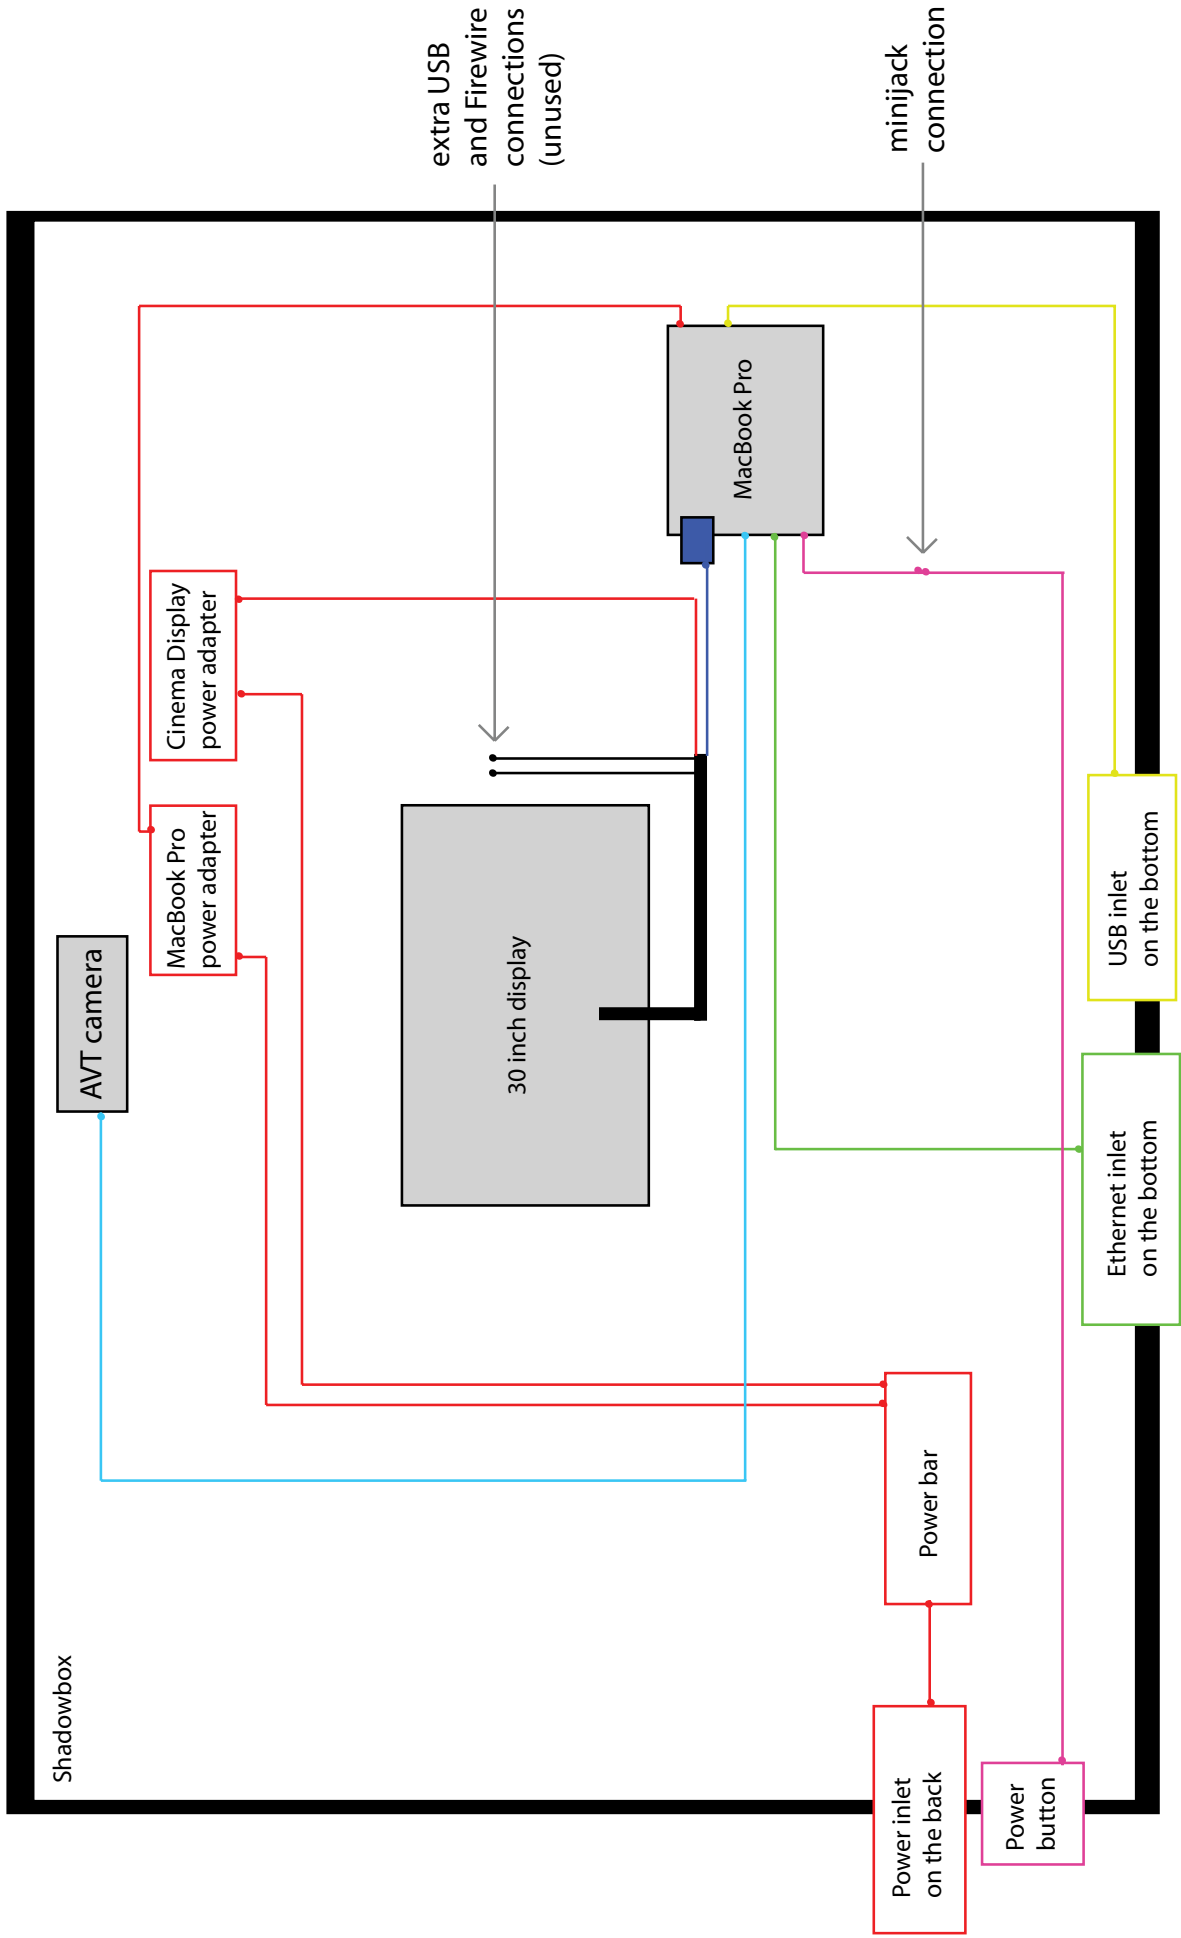 Shadowbox
AVT camera
MacBook Pro
power adapter
Cinema Display
power adapter
extra USB
and Firewire
connections
(unused)
30 inch display
MacBook Pro
minijack
connection
Power bar
Power inlet
on the back
Power
button
Ethernet inlet
on the bottom
USB inlet
on the bottom